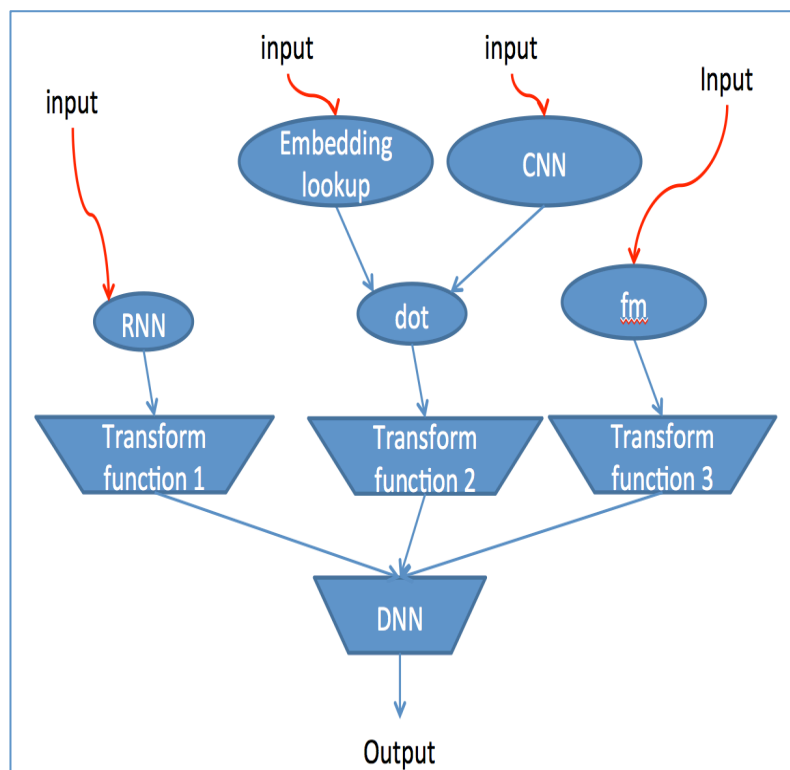 input
input
input
Input
Embedding
lookup
CNN
RNN
dot
fm
Transform
function 1
Transform
function 2
Transform
function 3
DNN
Output